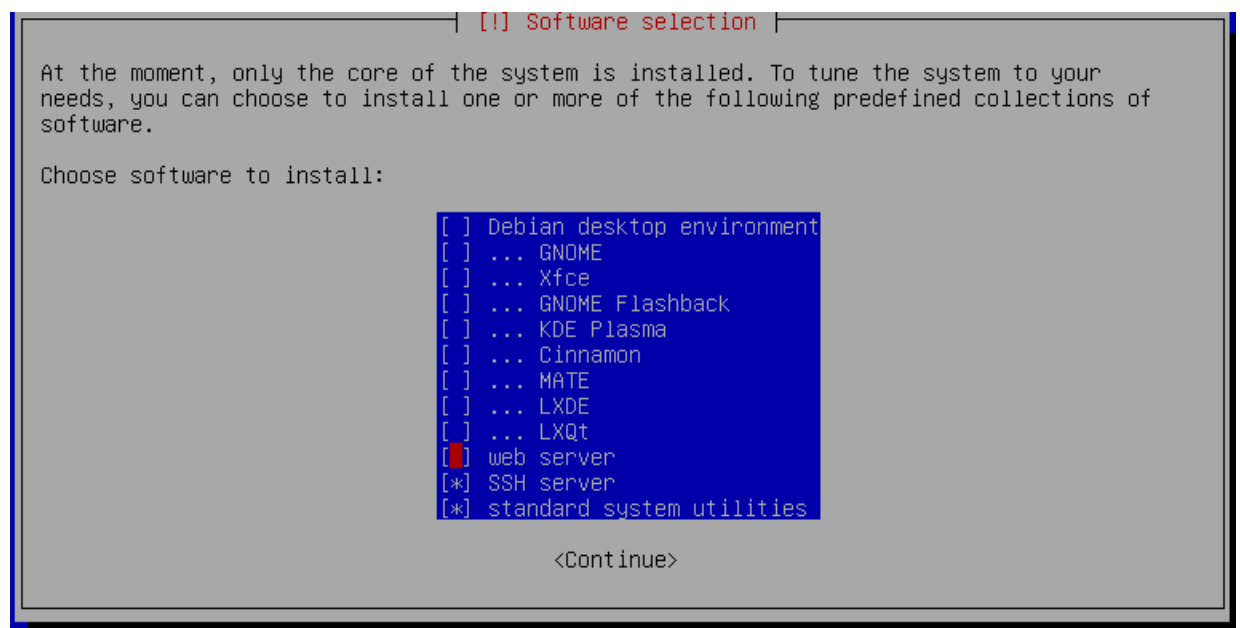 [!] Software selection
At the moment, only the core of the system is installed. To tune the system to your
needs, you can choose to install one or more of the following predefined collections of
software.
Choose software to install:
[ ] Debian desktop environment
[ ] ... GNOME
[ ] ... Xfce
[ ] ... GNOME Flashback
[ ] ... KDE Plasma
[ ] ... Cinnamon
[ ] ... MATE
[ ] ... LXDE
[ ] ... LXQt
[ ] web server
[*] SSH server
[*] standard system utilities
<Continue>